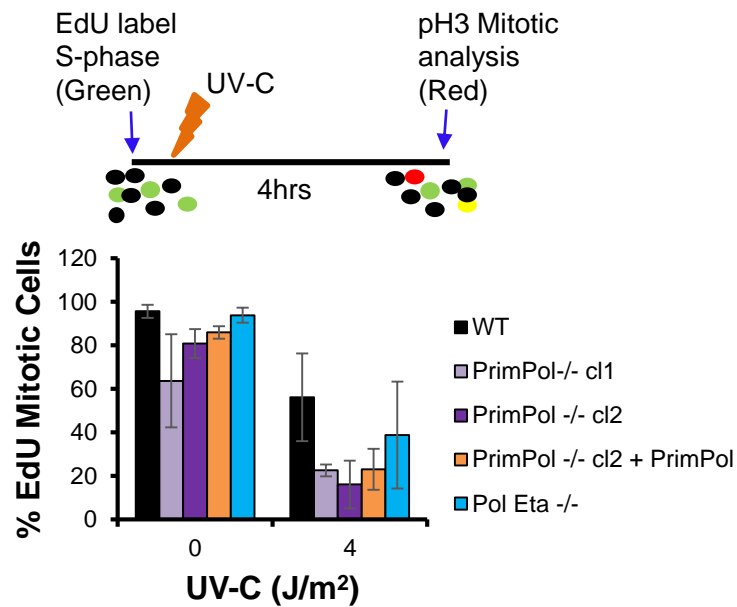 EdU label
S-phase
(Green)
UV-C
pH3 Mitotic
analysis
(Red)
4hrs
% EdU Mitotic Cells
120
100
80
60
40
20
0
0
4
UV-C (J/m²)
WT
PrimPol-/- cl1
PrimPol -/- cl2
PrimPol -/- cl2 + PrimPol
Pol Eta -/-